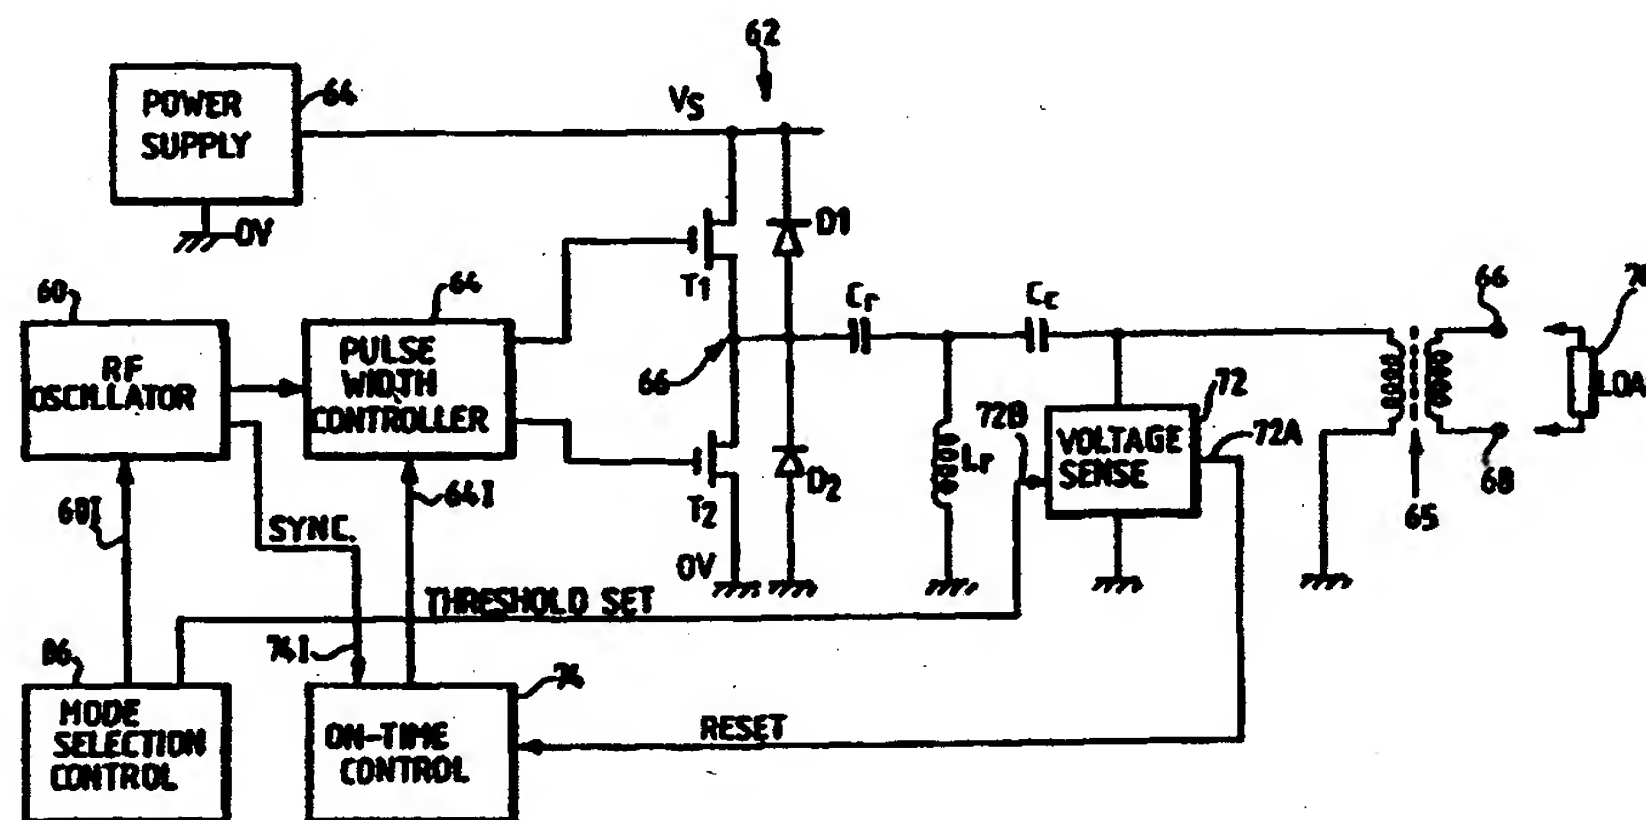 62
POWER
SUPPLY
64
VS
0V
D1
T1
60
RF
OSCILLATOR
64
PULSE
WIDTH
CONTROLLER
Cr
Cc
66
66
LOA
72
72B
VOLTAGE
SENSE
72A
Lr
D2
T2
0V
68
65
60I
SYNC.
64I
THRESHOLD SET
74I
86
MODE
SELECTION
CONTROL
74
ON-TIME
CONTROL
RESET